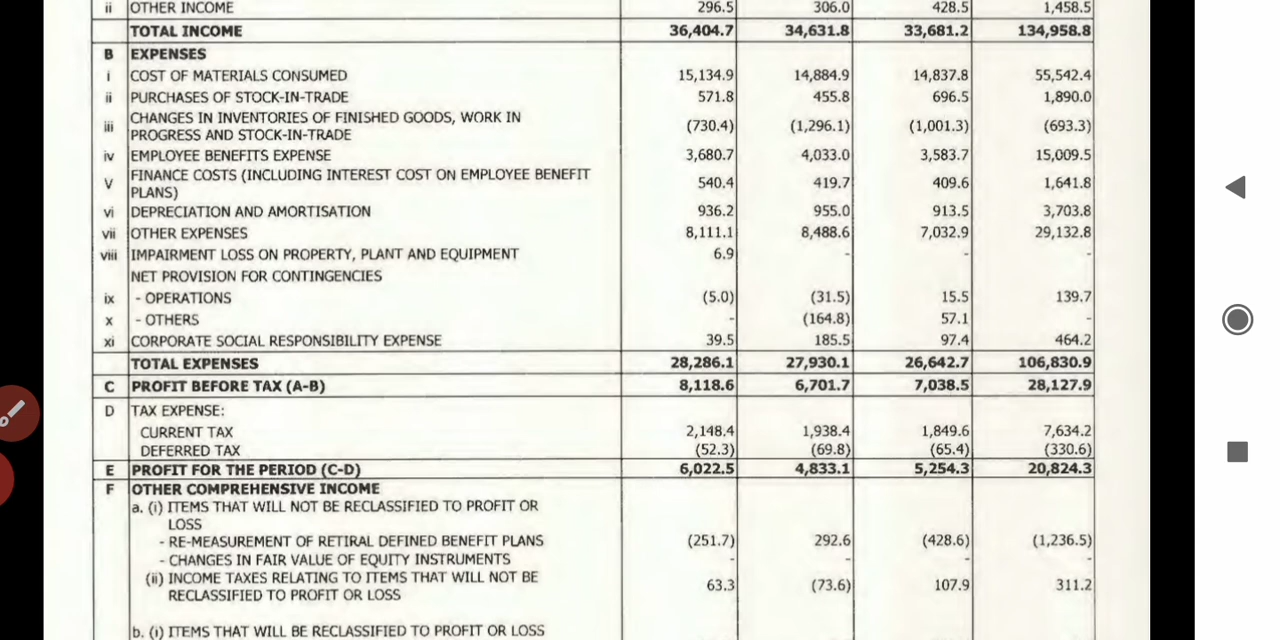 ii OTHER INCOME 296.5 306.0 428.5 1,458.5
TOTAL INCOME 36,404.7 34,631.8 33,681.2 134,958.8
B EXPENSES
i COST OF MATERIALS CONSUMED 15,134.9 14,884.9 14,837.8 55,542.4
ii PURCHASES OF STOCK-IN-TRADE 571.8 455.8 696.5 1,890.0
iii CHANGES IN INVENTORIES OF FINISHED GOODS, WORK IN
PROGRESS AND STOCK-IN-TRADE (730.4) (1,296.1) (1,001.3) (693.3)
iv EMPLOYEE BENEFITS EXPENSE 3,680.7 4,033.0 3,583.7 15,009.5
v FINANCE COSTS (INCLUDING INTEREST COST ON EMPLOYEE BENEFIT
PLANS) 540.4 419.7 409.6 1,641.8
vi DEPRECIATION AND AMORTISATION 936.2 955.0 913.5 3,703.8
vii OTHER EXPENSES 8,111.1 8,488.6 7,032.9 29,132.8
viii IMPAIRMENT LOSS ON PROPERTY, PLANT AND EQUIPMENT 6.9 - - -
NET PROVISION FOR CONTINGENCIES
ix - OPERATIONS (5.0) (31.5) 15.5 139.7
x - OTHERS - (164.8) 57.1 -
xi CORPORATE SOCIAL RESPONSIBILITY EXPENSE 39.5 185.5 97.4 464.2
TOTAL EXPENSES 28,286.1 27,930.1 26,642.7 106,830.9
C PROFIT BEFORE TAX (A-B) 8,118.6 6,701.7 7,038.5 28,127.9
D TAX EXPENSE:
CURRENT TAX 2,148.4 1,938.4 1,849.6 7,634.2
DEFERRED TAX (52.3) (69.8) (65.4) (330.6)
E PROFIT FOR THE PERIOD (C-D) 6,022.5 4,833.1 5,254.3 20,824.3
F OTHER COMPREHENSIVE INCOME
a. (i) ITEMS THAT WILL NOT BE RECLASSIFIED TO PROFIT OR
LOSS
- RE-MEASUREMENT OF RETIRAL DEFINED BENEFIT PLANS (251.7) 292.6 (428.6) (1,236.5)
- CHANGES IN FAIR VALUE OF EQUITY INSTRUMENTS - - - -
(ii) INCOME TAXES RELATING TO ITEMS THAT WILL NOT BE
RECLASSIFIED TO PROFIT OR LOSS 63.3 (73.6) 107.9 311.2
b. (i) ITEMS THAT WILL BE RECLASSIFIED TO PROFIT OR LOSS